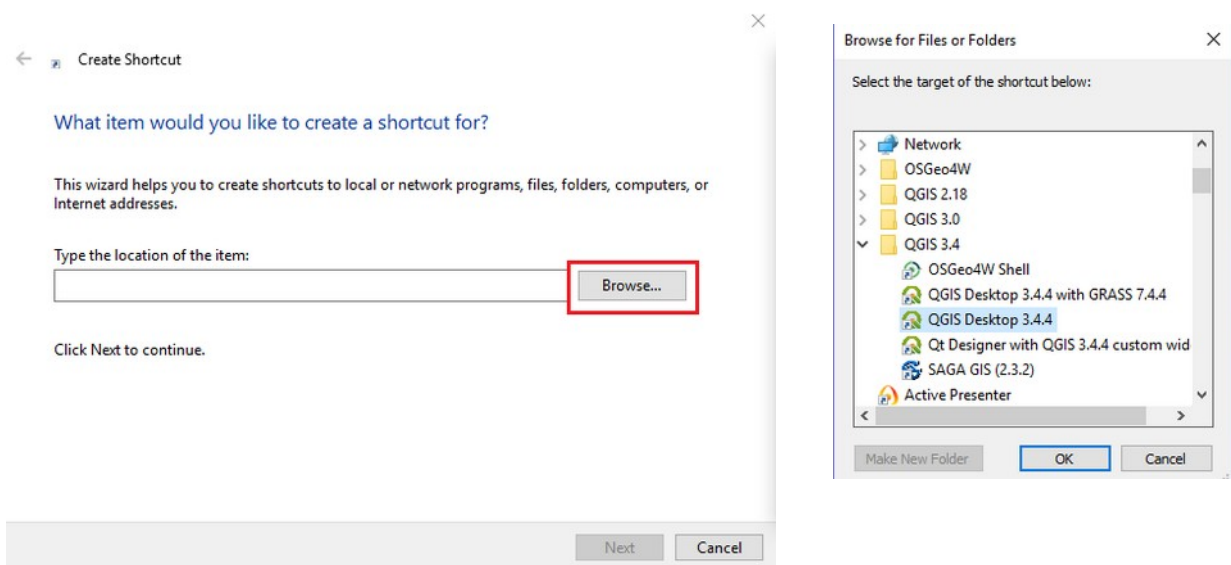 Create Shortcut
What item would you like to create a shortcut for?
This wizard helps you to create shortcuts to local or network programs, files, folders, computers, or
Internet addresses.
Type the location of the item:
Browse...
Click Next to continue.
Next
Cancel
Browse for Files or Folders
Select the target of the shortcut below:
Network
OSGeo4W
QGIS 2.18
QGIS 3.0
QGIS 3.4
OSGeo4W Shell
QGIS Desktop 3.4.4 with GRASS 7.4.4
QGIS Desktop 3.4.4
Qt Designer with QGIS 3.4.4 custom wid
SAGA GIS (2.3.2)
Active Presenter
Make New Folder
OK
Cancel